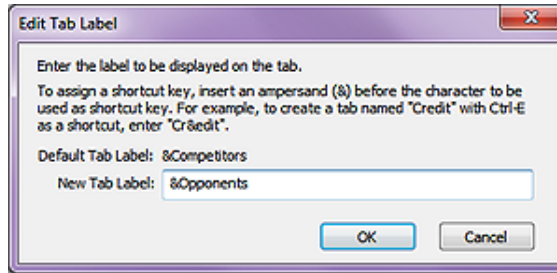 Edit Tab Label
Enter the label to be displayed on the tab.
To assign a shortcut key, insert an ampersand (&) before the character to be
used as shortcut key. For example, to create a tab named "Credit" with Ctrl-E
as a shortcut, enter "Cr&edit".
Default Tab Label: &Competitors
New Tab Label: &Opponents
OK Cancel